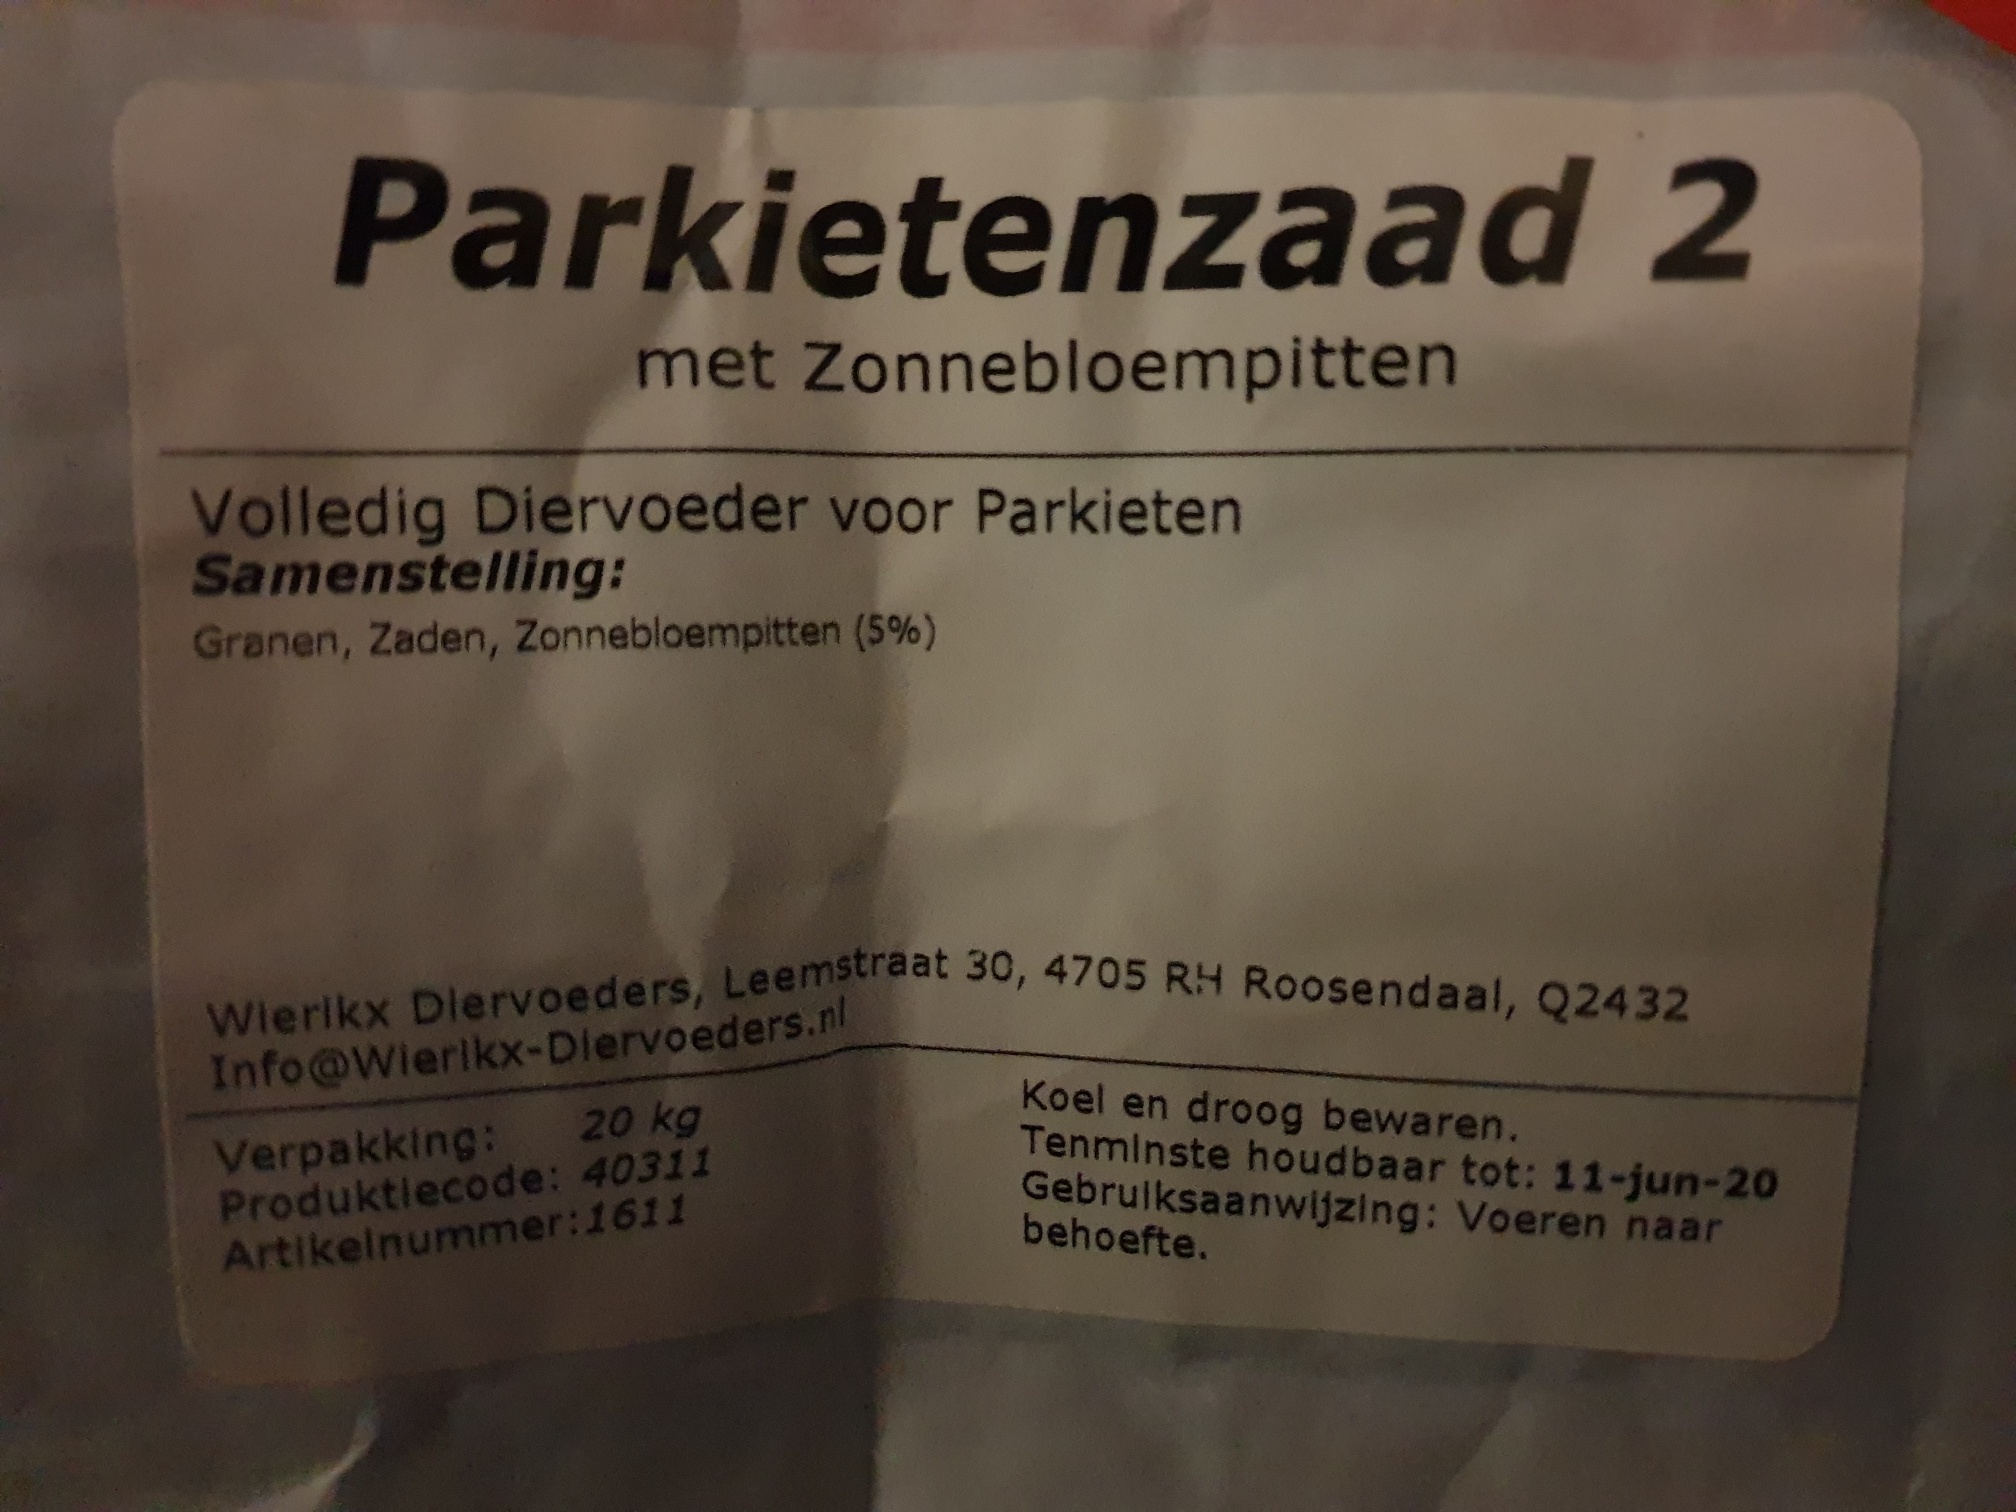 Parkietenzaad 2
met Zonnebloempitten
Volledig Diervoeder voor Parkieten
Samenstelling:
Granen, Zaden, Zonnebloempitten (5%)
Wierikx Diervoeders, Leemstraat 30, 4705 RH Roosendaal, Q2432
Info@Wierikx-Diervoeders.nl
Verpakking: 20 kg
Produktiecode: 40311
Artikelnummer:1611
Koel en droog bewaren.
Tenminste houdbaar tot: 11-jun-20
Gebruiksaanwijzing: Voeren naar
behoefte.